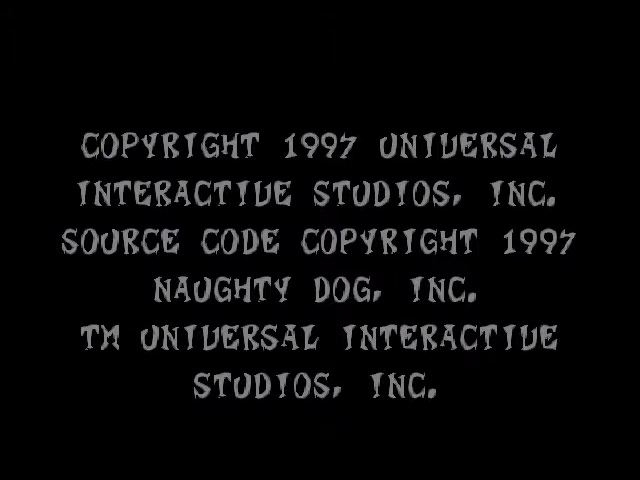 COPYRIGHT 1997 UNIVERSAL
INTERACTIVE STUDIOS, INC.
SOURCE CODE COPYRIGHT 1997
NAUGHTY DOG, INC.
TM UNIVERSAL INTERACTIVE
STUDIOS, INC.